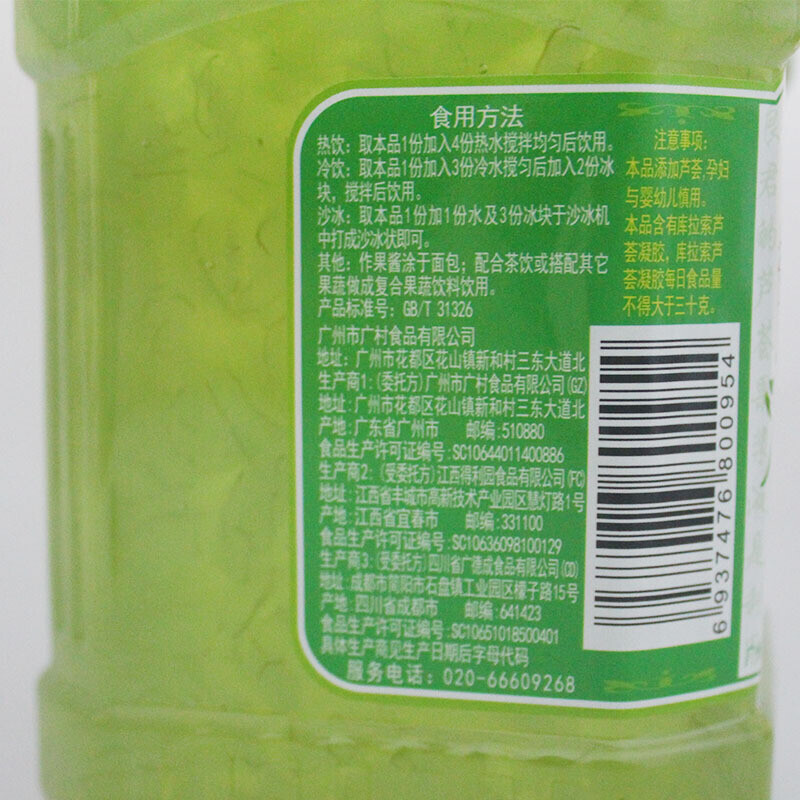 食用方法
热饮：取本品1份加入4份热水搅拌均匀后饮用。
冷饮：取本品1份加入3份冷水搅匀后加入2份冰
块，搅拌后饮用。
沙冰：取本品1份加1份水及3份冰块于沙冰机
中打成沙冰状即可。
其他：作果酱涂于面包；配合茶饮或搭配其它
果蔬做成复合果蔬饮料饮用。
产品标准号：GB/T 31326
广州市广村食品有限公司
地址：广州市花都区花山镇新和村三东大道北
生产商1：(委托方)广州市广村食品有限公司(GZ)
地址：广州市花都区花山镇新和村三东大道北
产地：广东省广州市 邮编：510880
食品生产许可证编号：SC10644011400886
生产商2：(受委托方)江西得利园食品有限公司(FC)
地址：江西省丰城市高新技术产业园区慧灯路1号
产地：江西省宜春市 邮编：331100
食品生产许可证编号：SC10636098100129
生产商3：(受委托方)四川省广德成食品有限公司(CD)
地址：成都市简阳市石盘镇工业园区檬子路15号
产地：四川省成都市 邮编：641423
食品生产许可证编号：SC10651018500401
具体生产商见生产日期后字母代码
服务电话：020-66609268
注意事项：
本品添加芦荟,孕妇
与婴幼儿慎用。
本品含有库拉索芦
荟凝胶，库拉索芦
荟凝胶每日食品量
不得大于三十克。
6937476800954